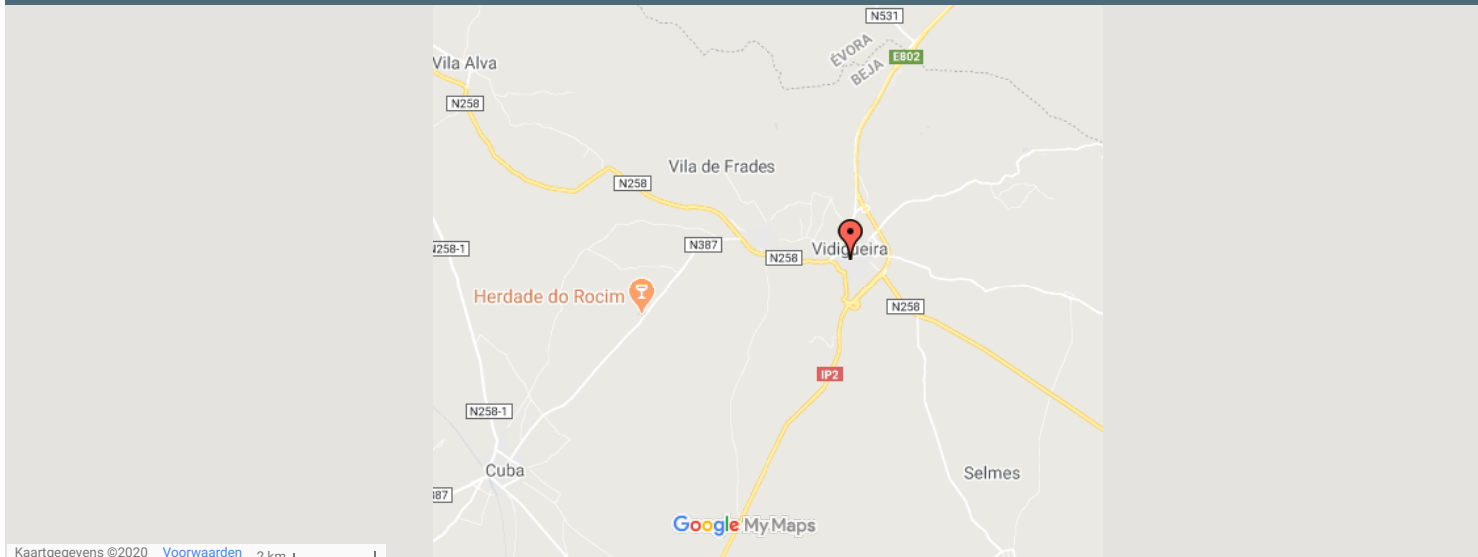 N531
ÉVORA
BEJA
E802
Vila Alva
N258
Vila de Frades
N258
N387
Vidigueira
258-1
N258
Herdade do Rocim
N258
IP2
N258-1
Cuba
Selmes
387
Google My Maps
Kaartgegevens ©2020 Voorwaarden 2 km